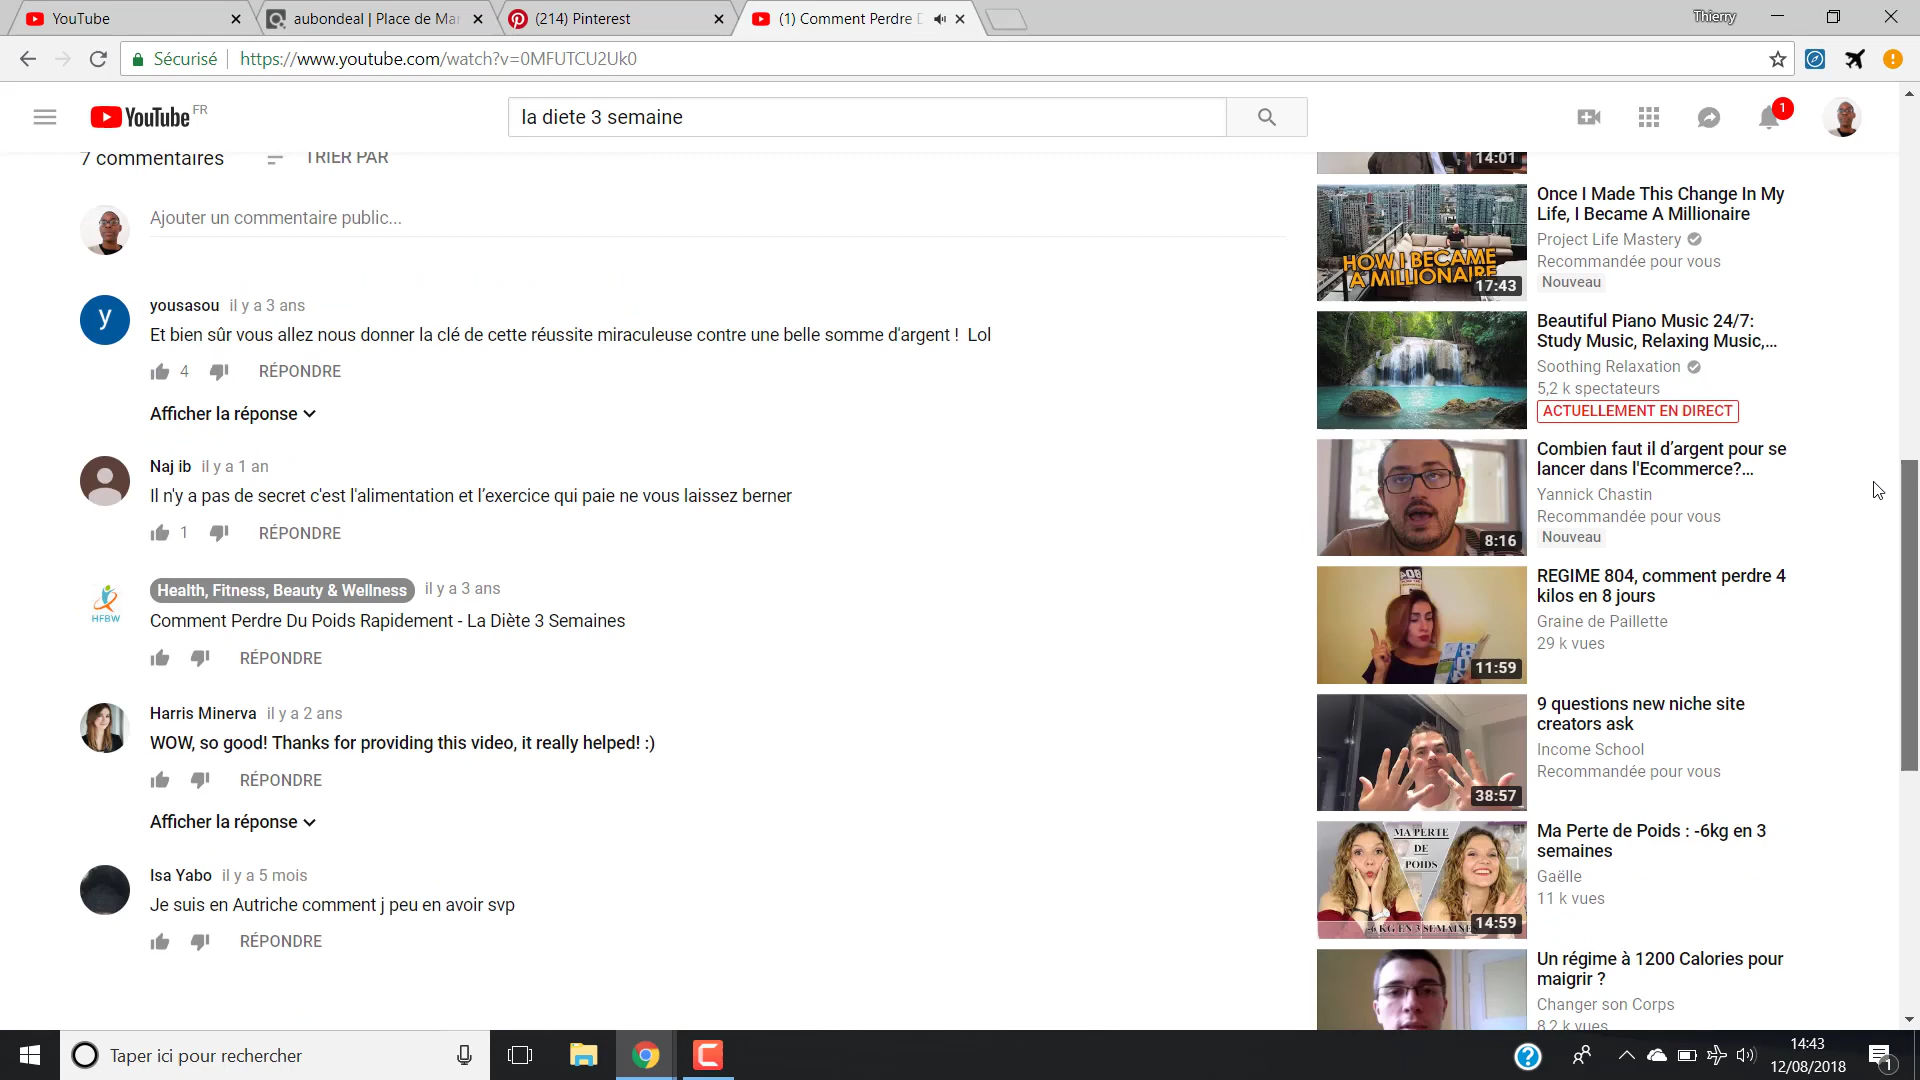 YouTube
aubondeal | Place de Mar
(214) Pinterest
(1) Comment Perdre D
Thierry
Sécurisé
https://www.youtube.com/watch?v=0MFUTCU2Uk0
YouTube FR
la diete 3 semaine
1
7 commentaires
TRIER PAR
Ajouter un commentaire public...
y
yousasou il y a 3 ans
Et bien sûr vous allez nous donner la clé de cette réussite miraculeuse contre une belle somme d'argent ! Lol
4 RÉPONDRE
Afficher la réponse
Naj ib il y a 1 an
Il n'y a pas de secret c'est l'alimentation et l’exercice qui paie ne vous laissez berner
1 RÉPONDRE
HFBW
Health, Fitness, Beauty & Wellness il y a 3 ans
Comment Perdre Du Poids Rapidement - La Diète 3 Semaines
RÉPONDRE
Harris Minerva il y a 2 ans
WOW, so good! Thanks for providing this video, it really helped! :)
RÉPONDRE
Afficher la réponse
Isa Yabo il y a 5 mois
Je suis en Autriche comment j peu en avoir svp
RÉPONDRE
14:01
HOW I BECAME
A MILLIONAIRE
17:43
Once I Made This Change In My
Life, I Became A Millionaire
Project Life Mastery
Recommandée pour vous
Nouveau
Beautiful Piano Music 24/7:
Study Music, Relaxing Music,...
Soothing Relaxation
5,2 k spectateurs
ACTUELLEMENT EN DIRECT
8:16
Combien faut il d’argent pour se
lancer dans l'Ecommerce?...
Yannick Chastin
Recommandée pour vous
Nouveau
804
11:59
REGIME 804, comment perdre 4
kilos en 8 jours
Graine de Paillette
29 k vues
38:57
9 questions new niche site
creators ask
Income School
Recommandée pour vous
MA PERTE
DE
POIDS
-6 KG EN 3 SEMAINES
14:59
Ma Perte de Poids : -6kg en 3
semaines
Gaëlle
11 k vues
Un régime à 1200 Calories pour
maigrir ?
Changer son Corps
8,2 k vues
Taper ici pour rechercher
14:43
12/08/2018
1